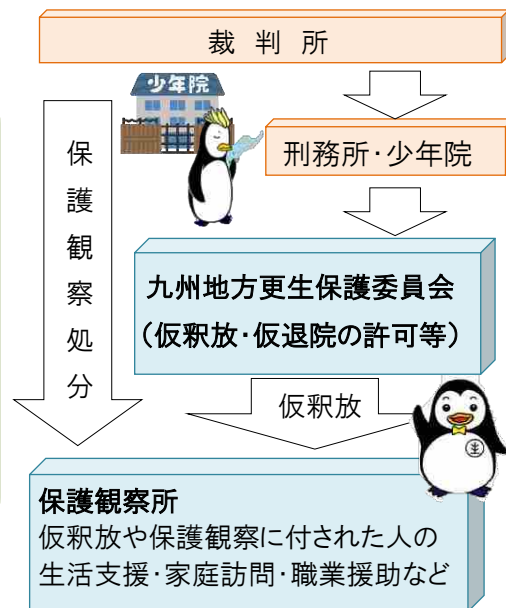 裁判所
少年院
刑務所・少年院
保護観察処分
九州地方更生保護委員会
（仮釈放・仮退院の許可等）
仮釈放
保護観察所
仮釈放や保護観察に付された人の
生活支援・家庭訪問・職業援助など